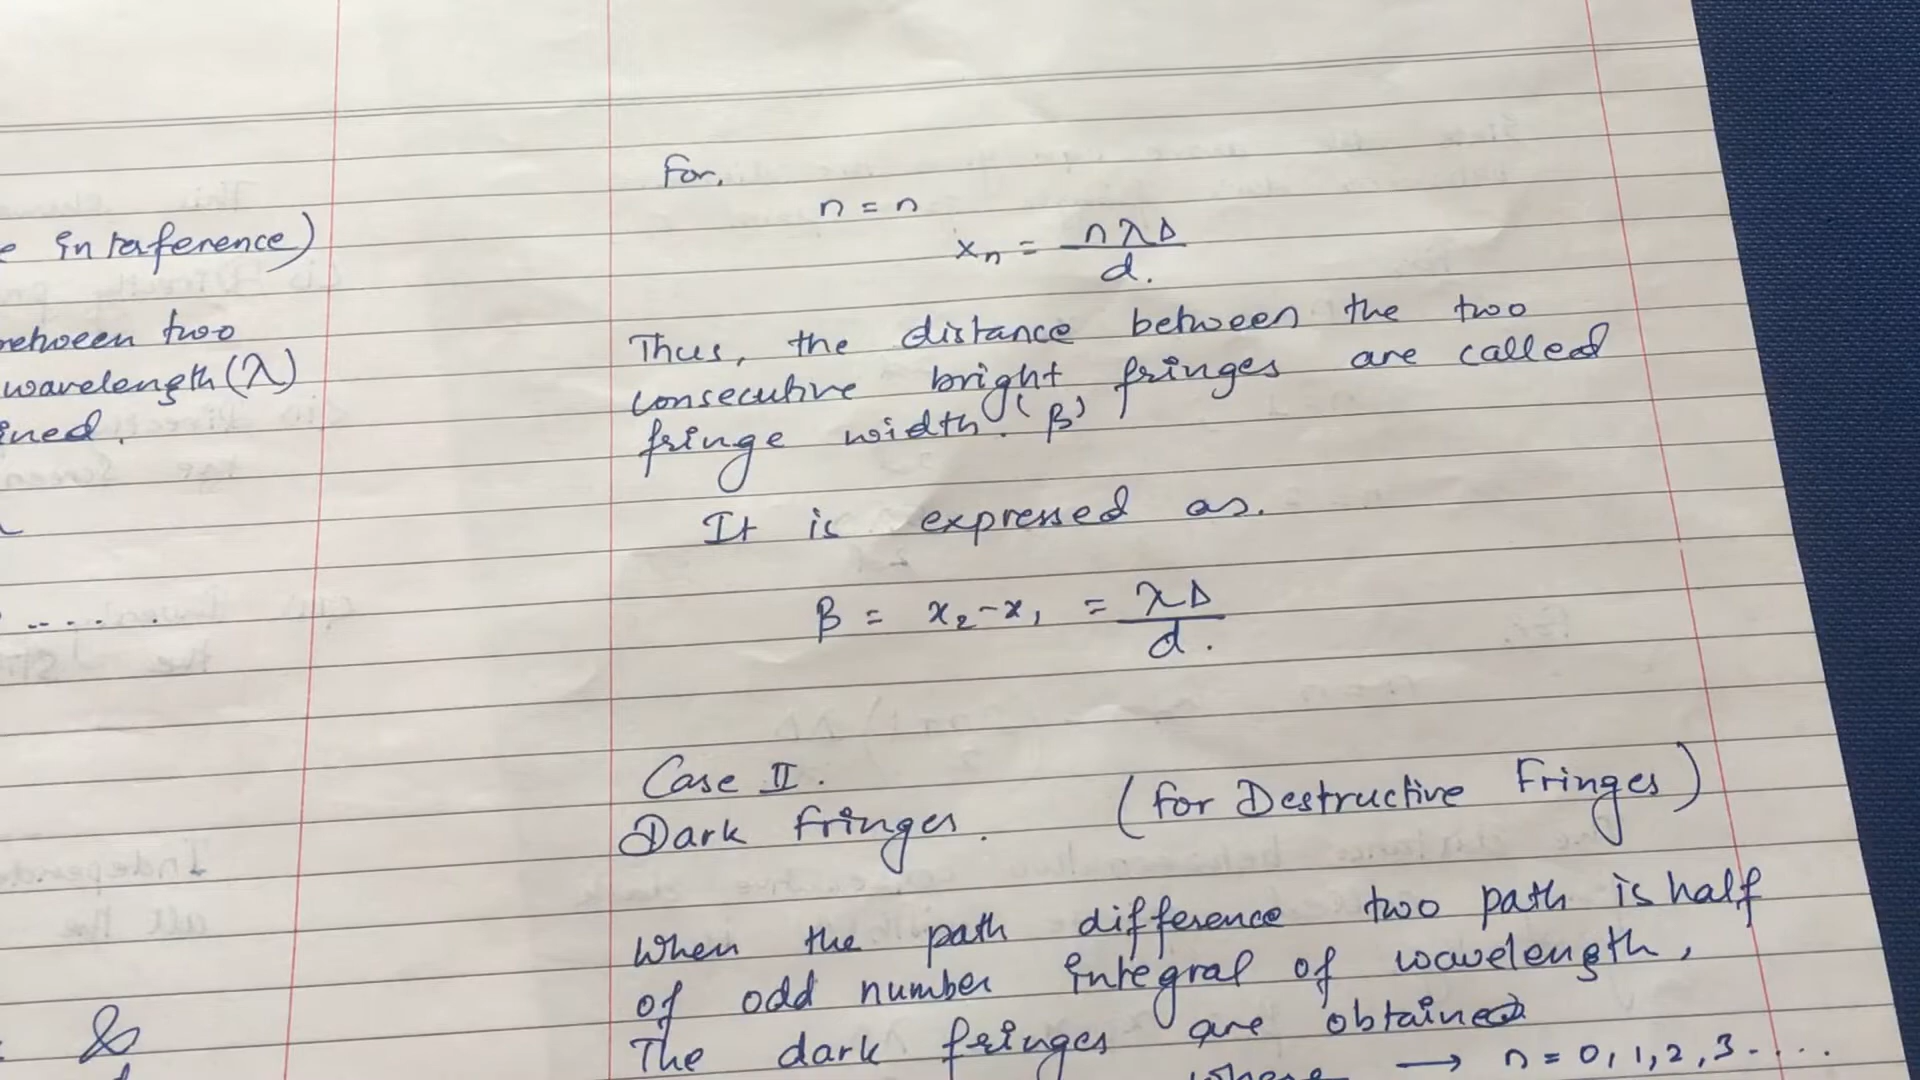 e interference)
between two
wavelength (λ)
ined.
- - . . . .
For,
n = n
xₙ = nλD
d.
Thus, the distance between the two
consecutive bright fringes are called
fringe width. (β)
It is expressed as.
β = x₂ - x₁ = λD
d.
Case II.
Dark fringes. (for Destructive Fringes)
When the path difference two path is half
of odd number integral of wavelength,
The dark fringes are obtained
where → n = 0, 1, 2, 3 - . . .